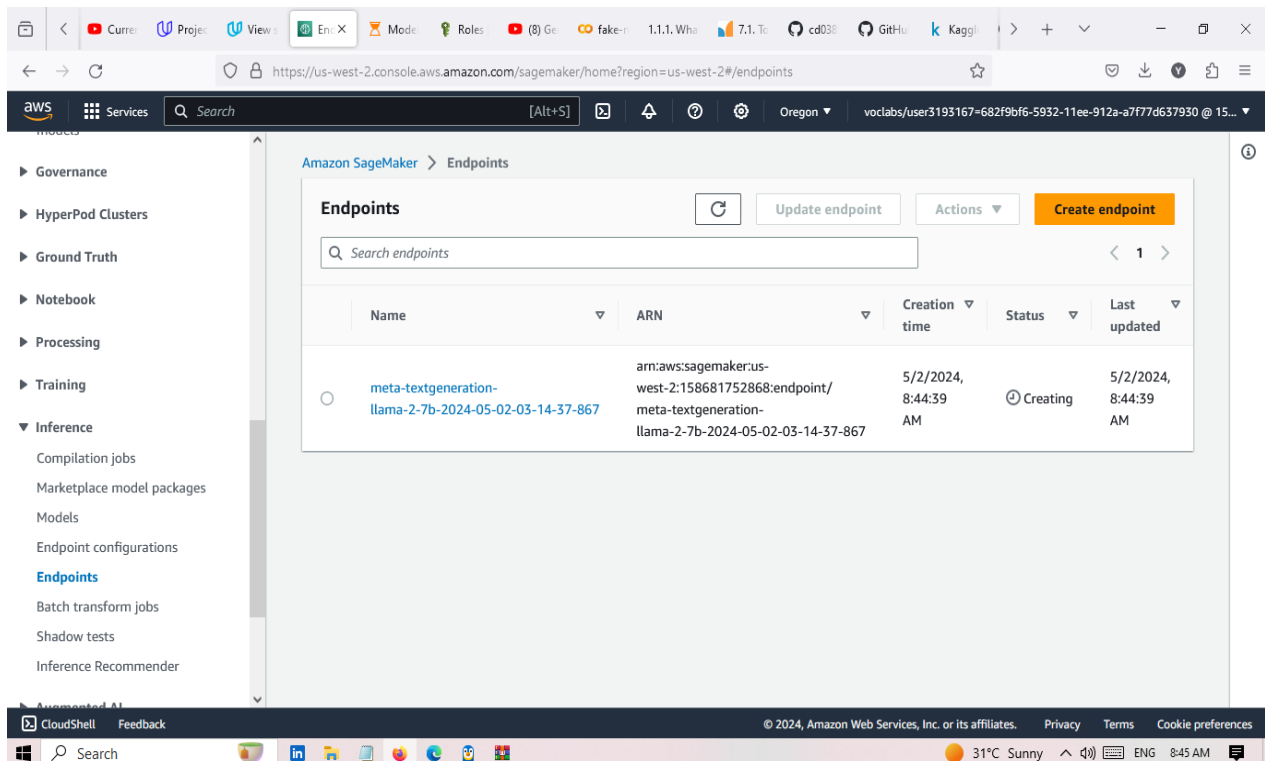 Currer
Projec
View s
Enc
Mode
Roles
(8) Ge
fake-r
1.1.1. Wha
7.1. To
cd038
GitHu
Kaggl
https://us-west-2.console.aws.amazon.com/sagemaker/home?region=us-west-2#/endpoints
aws
Services
Search
[Alt+S]
Oregon
voclabs/user3193167=682f9bf6-5932-11ee-912a-a7f77d637930 @ 15...
models
Governance
HyperPod Clusters
Ground Truth
Notebook
Processing
Training
Inference
Compilation jobs
Marketplace model packages
Models
Endpoint configurations
Endpoints
Batch transform jobs
Shadow tests
Inference Recommender
Augmented AI
Amazon SageMaker > Endpoints
Endpoints
Update endpoint
Actions
Create endpoint
Search endpoints
1
Name
ARN
Creation
time
Status
Last
updated
meta-textgeneration-
llama-2-7b-2024-05-02-03-14-37-867
arn:aws:sagemaker:us-
west-2:158681752868:endpoint/
meta-textgeneration-
llama-2-7b-2024-05-02-03-14-37-867
5/2/2024,
8:44:39
AM
Creating
5/2/2024,
8:44:39
AM
CloudShell
Feedback
© 2024, Amazon Web Services, Inc. or its affiliates.
Privacy
Terms
Cookie preferences
Search
31°C Sunny
ENG
8:45 AM